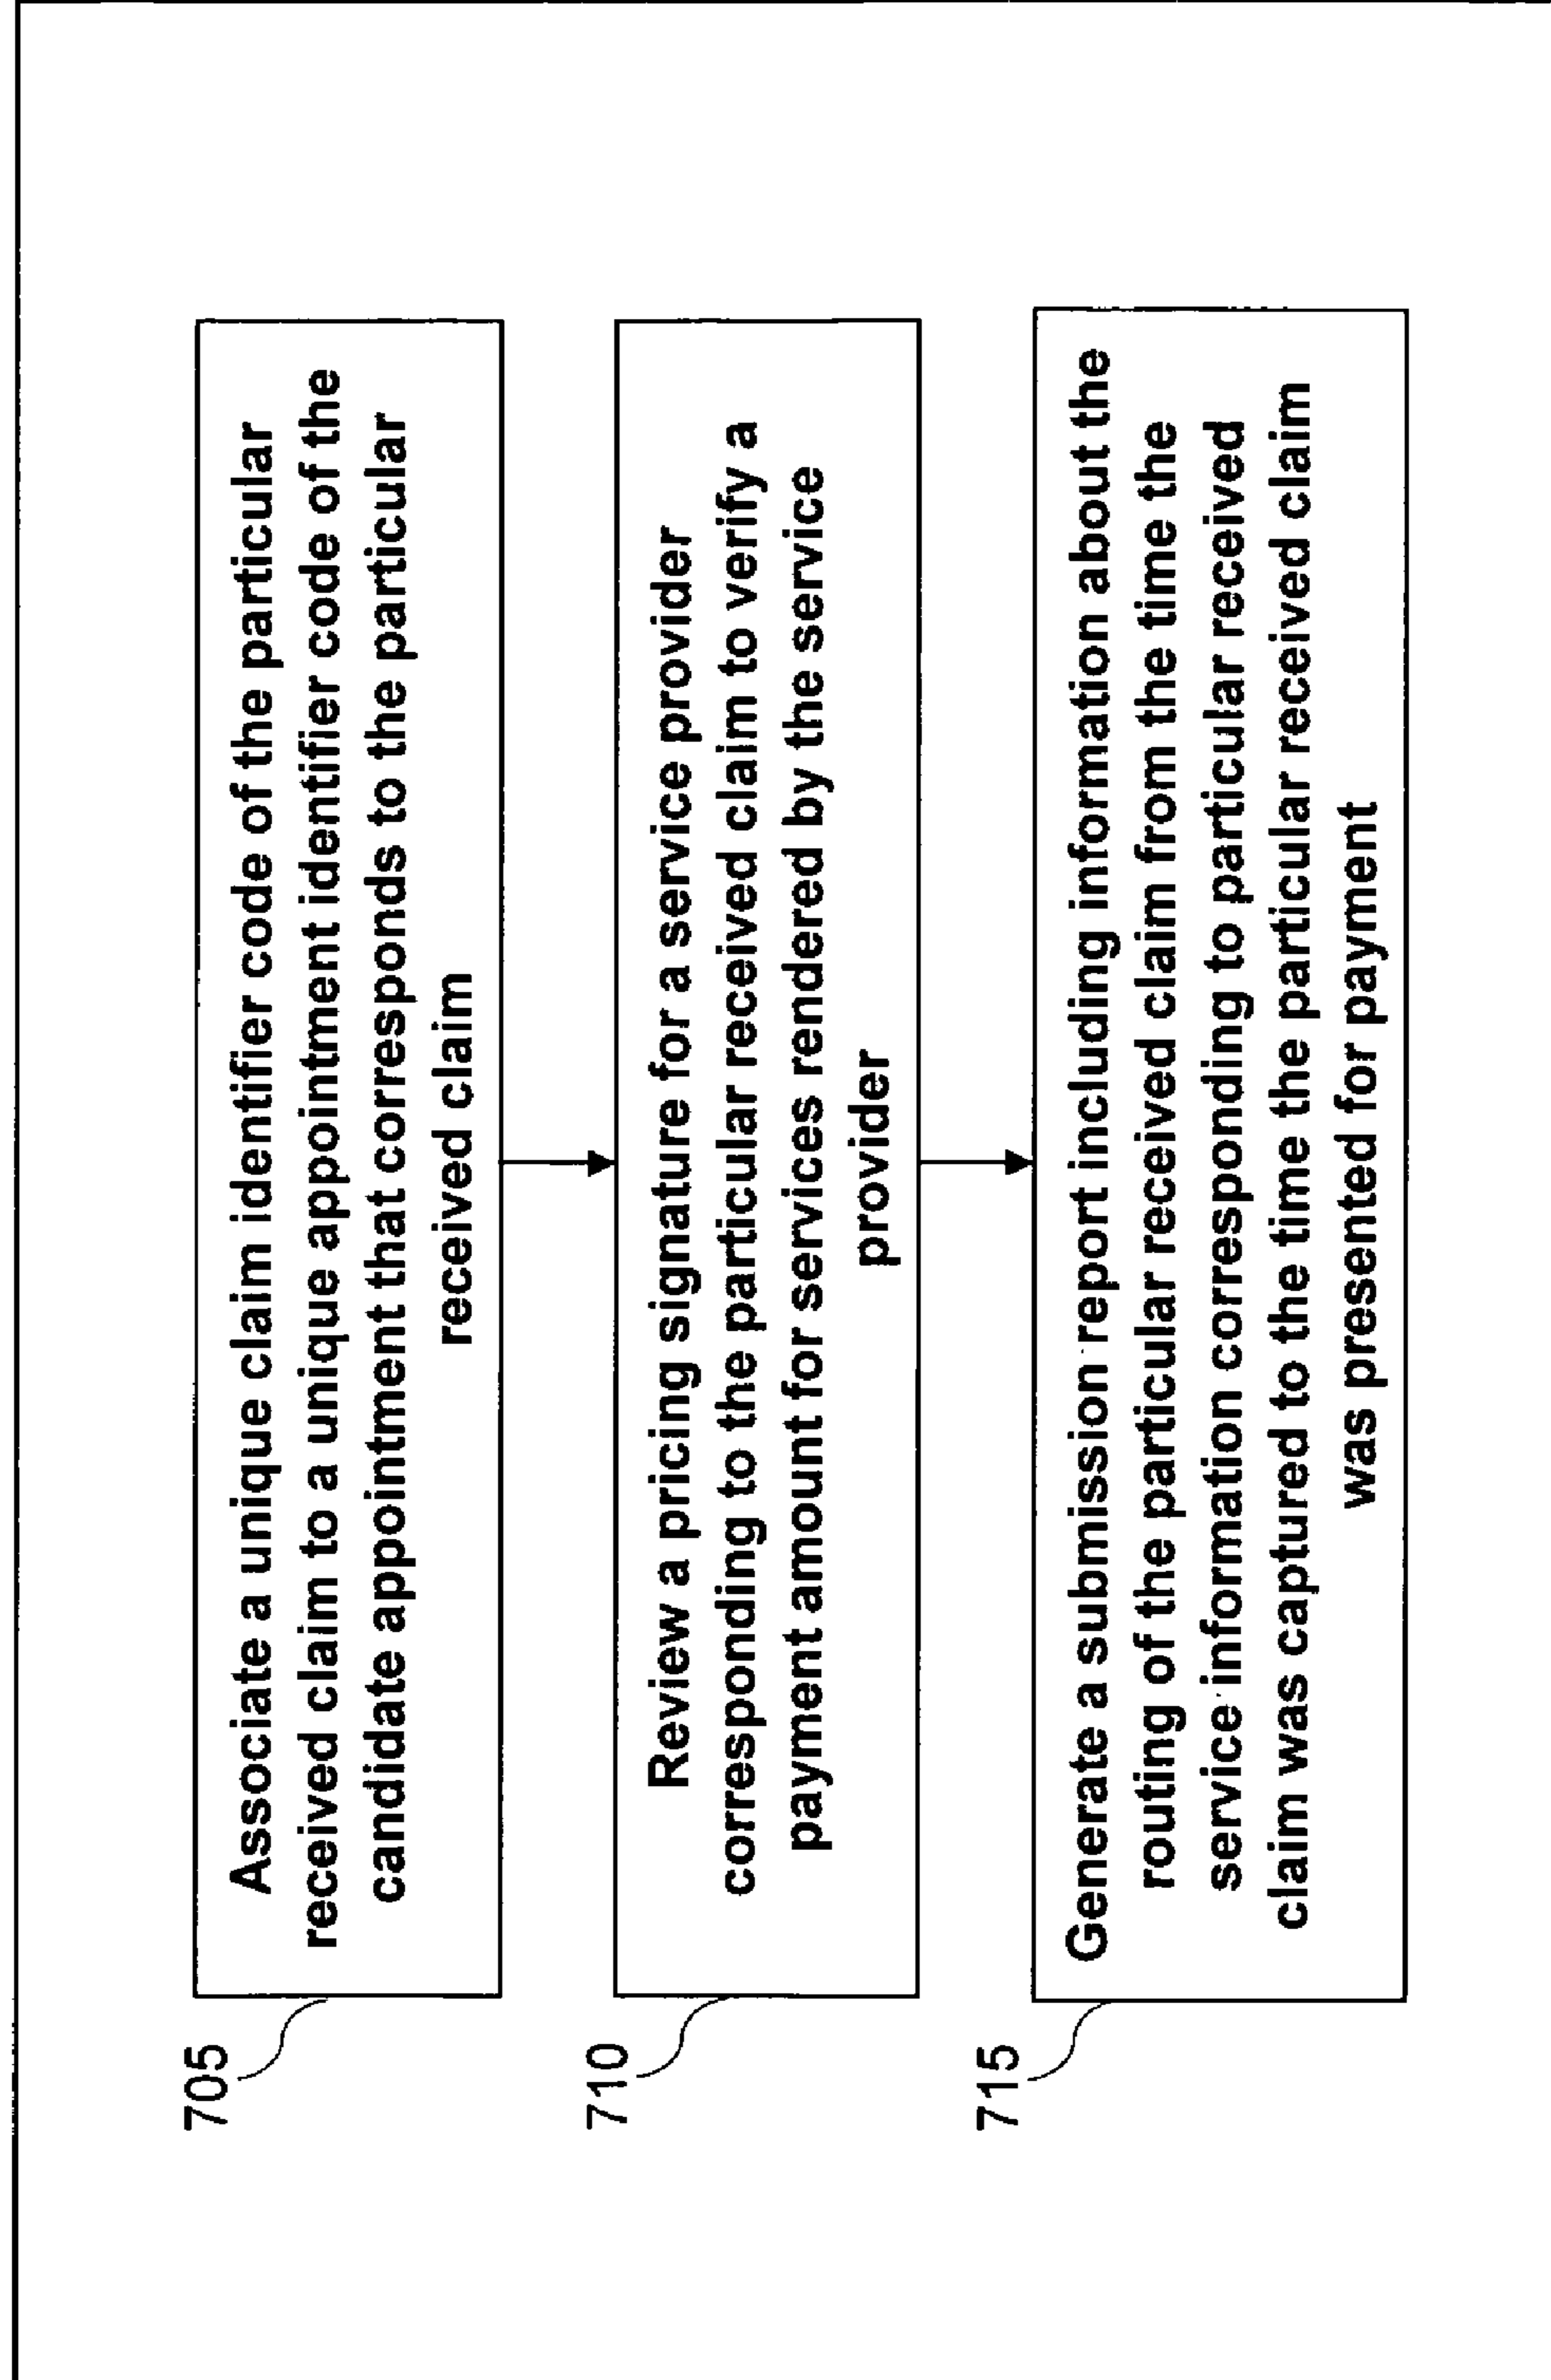 705
Associate a unique claim identifier code of the particular
received claim to a unique appointment identifier code of the
candidate appointment that corresponds to the particular
received claim
710
Review a pricing signature for a service provider
corresponding to the particular received claim to verify a
payment amount for services rendered by the service
provider
715
Generate a submission report including information about the
routing of the particular received claim from the time the
service information corresponding to particular received
claim was captured to the time the particular received claim
was presented for payment